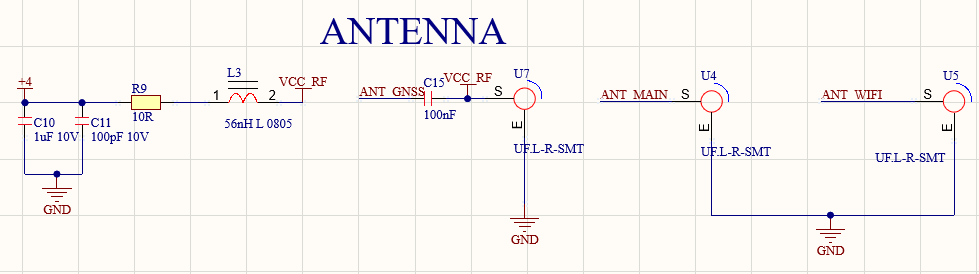 ANTENNA
+4
R9
10R
C10
1uF 10V
C11
100pF 10V
GND
L3
1
2
56nH L 0805
VCC_RF
ANT_GNSS
C15
100nF
VCC_RF
S
U7
E
UF.L-R-SMT
GND
ANT_MAIN
S
U4
E
UF.L-R-SMT
ANT_WIFI
S
U5
E
UF.L-R-SMT
GND